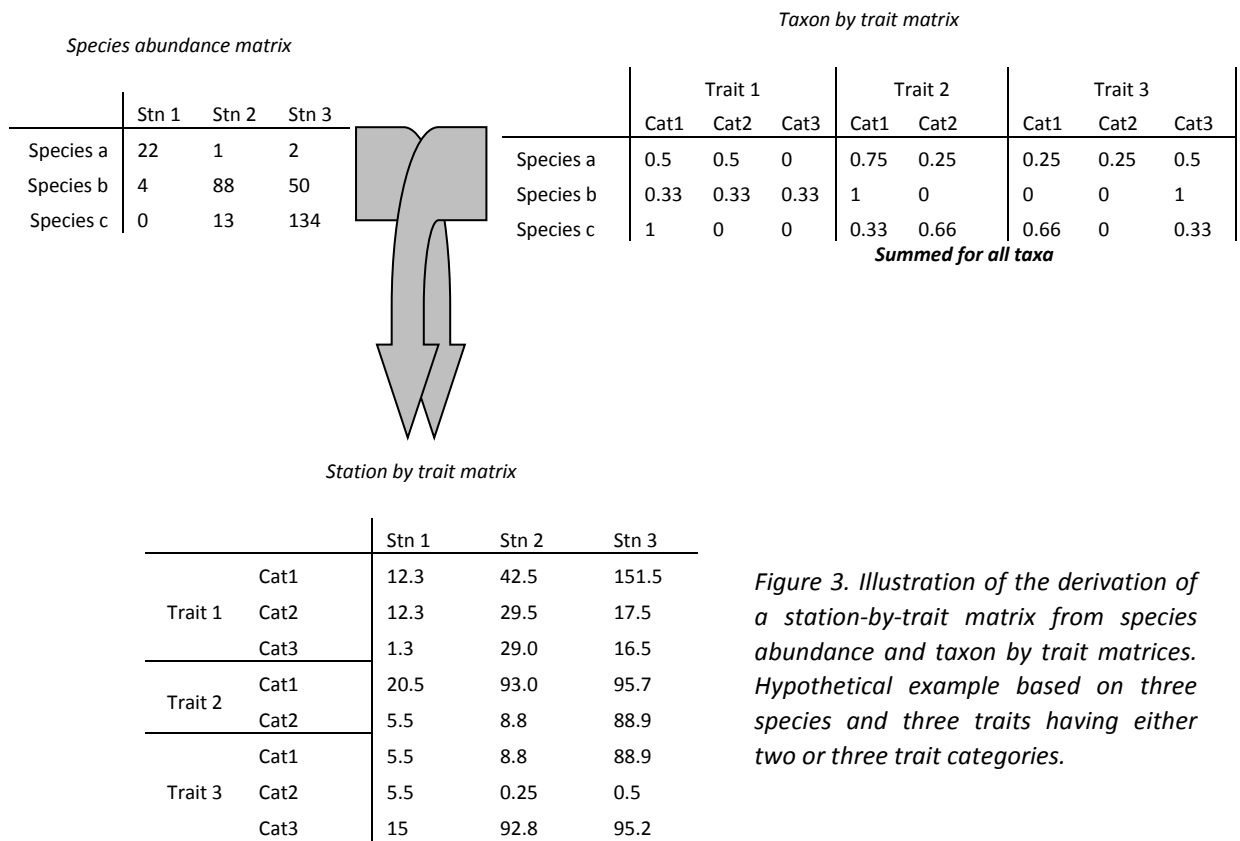 Taxon by trait matrix
Species abundance matrix
Stn 1 Stn 2 Stn 3
Species a 22 1 2
Species b 4 88 50
Species c 0 13 134
Trait 1 Trait 2 Trait 3
Cat1 Cat2 Cat3 Cat1 Cat2 Cat1 Cat2 Cat3
Species a 0.5 0.5 0 0.75 0.25 0.25 0.25 0.5
Species b 0.33 0.33 0.33 1 0 0 0 1
Species c 1 0 0 0.33 0.66 0.66 0 0.33
Summed for all taxa
Station by trait matrix
Stn 1 Stn 2 Stn 3
Cat1 12.3 42.5 151.5
Trait 1 Cat2 12.3 29.5 17.5
Cat3 1.3 29.0 16.5
Trait 2 Cat1 20.5 93.0 95.7
Cat2 5.5 8.8 88.9
Cat1 5.5 8.8 88.9
Trait 3 Cat2 5.5 0.25 0.5
Cat3 15 92.8 95.2
Figure 3. Illustration of the derivation of
a station-by-trait matrix from species
abundance and taxon by trait matrices.
Hypothetical example based on three
species and three traits having either
two or three trait categories.